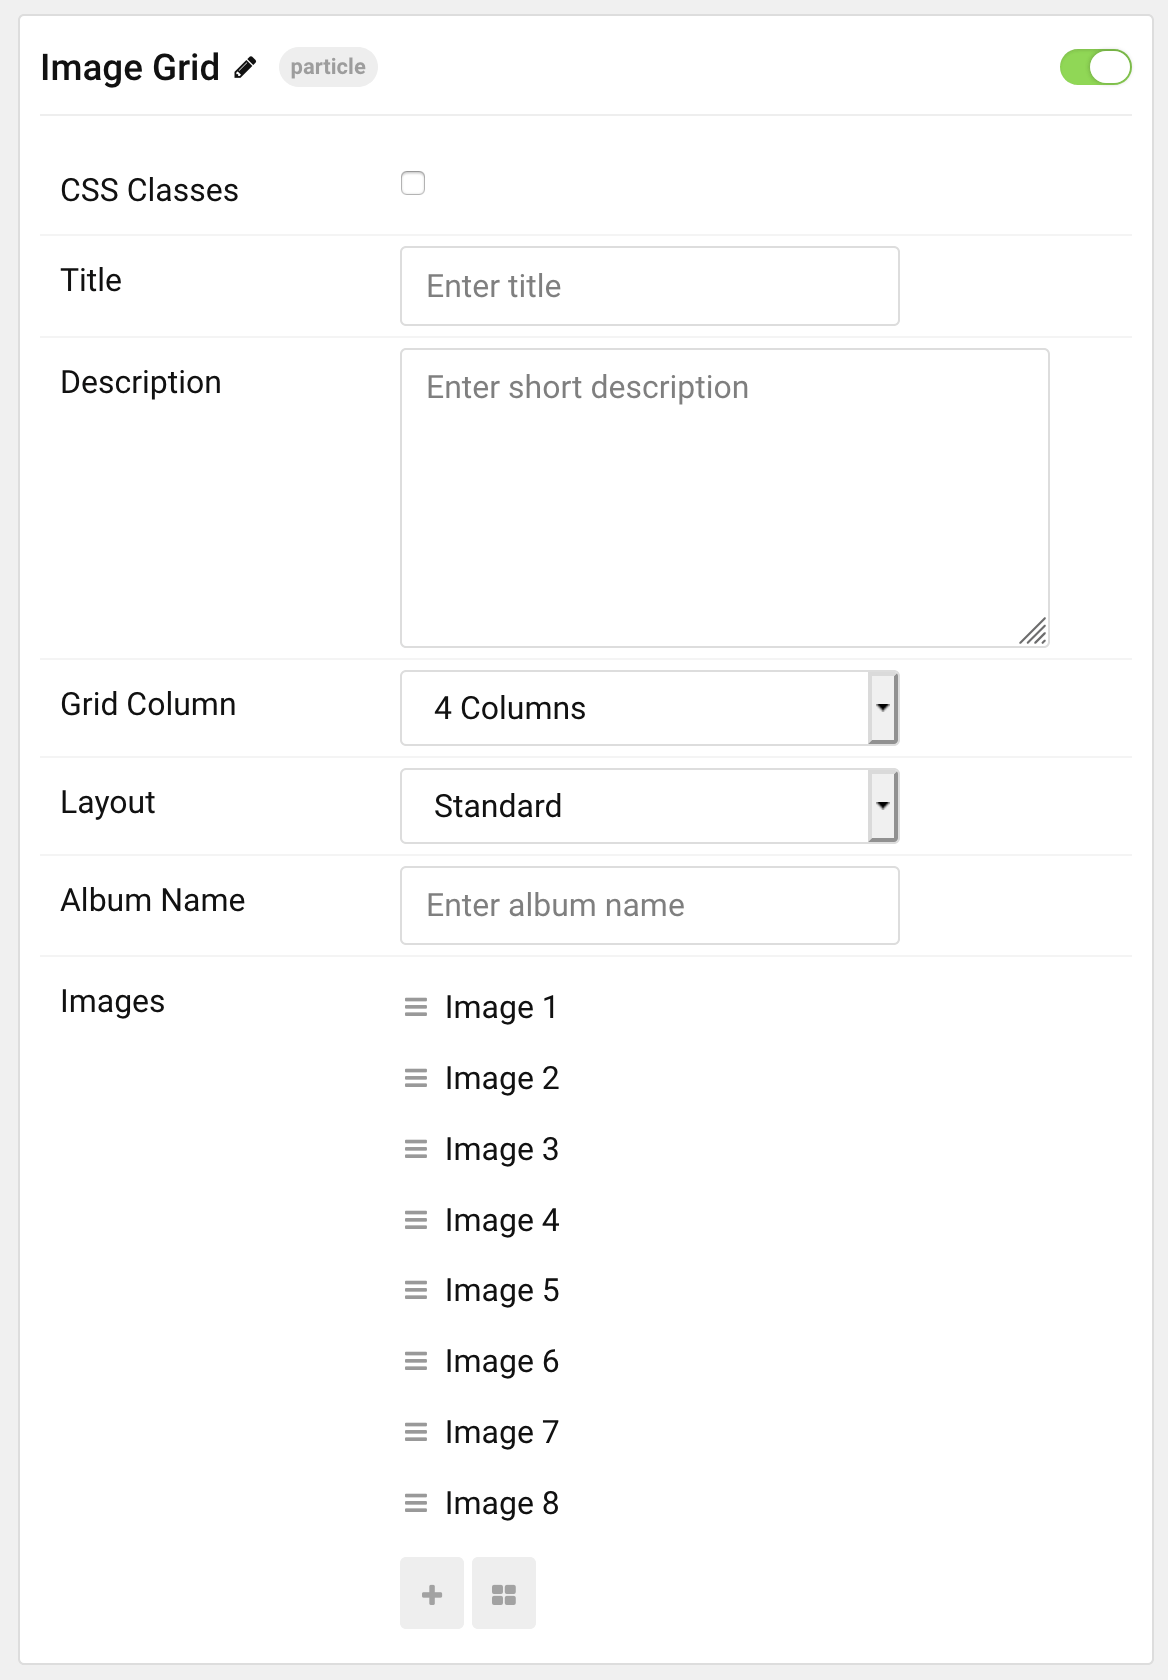 Image Grid particle
CSS Classes
Title Enter title
Description Enter short description
Grid Column 4 Columns
Layout Standard
Album Name Enter album name
Images Image 1
Image 2
Image 3
Image 4
Image 5
Image 6
Image 7
Image 8